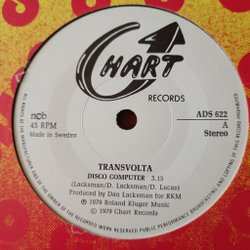 CHART
RECORDS
ncb
45 RPM
Made in Sweden
ADS 622
A
Stereo
TRANSVOLTA
DISCO COMPUTER 5.15
(Lacksman/D. Lacksman/D. Lucas)
Produced by Dan Lacksman for RKM
℗ 1979 Roland Kluger Music
© 1979 Chart Records